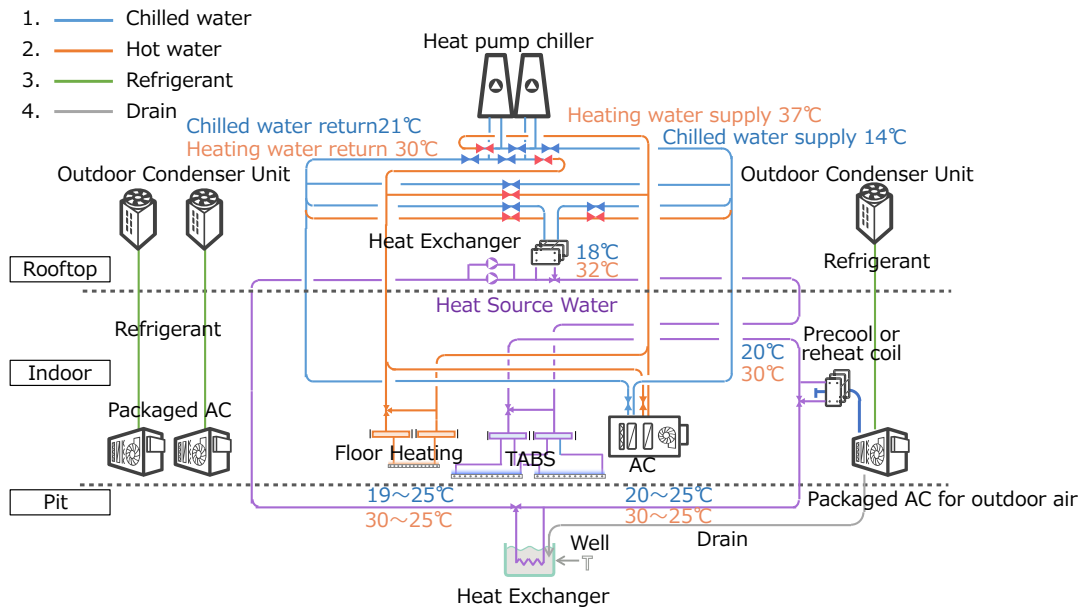 1. Chilled water
2. Hot water
3. Refrigerant
4. Drain
Heat pump chiller
Chilled water return21℃
Heating water return 30℃
Heating water supply 37℃
Chilled water supply 14℃
Outdoor Condenser Unit
Outdoor Condenser Unit
Heat Exchanger
18℃
32℃
Rooftop
Refrigerant
Heat Source Water
Refrigerant
Precool or
reheat coil
20℃
30℃
Indoor
Packaged AC
Floor Heating
TABS
AC
Pit
19～25℃
30～25℃
20～25℃
30～25℃
Packaged AC for outdoor air
Drain
Well
T
Heat Exchanger